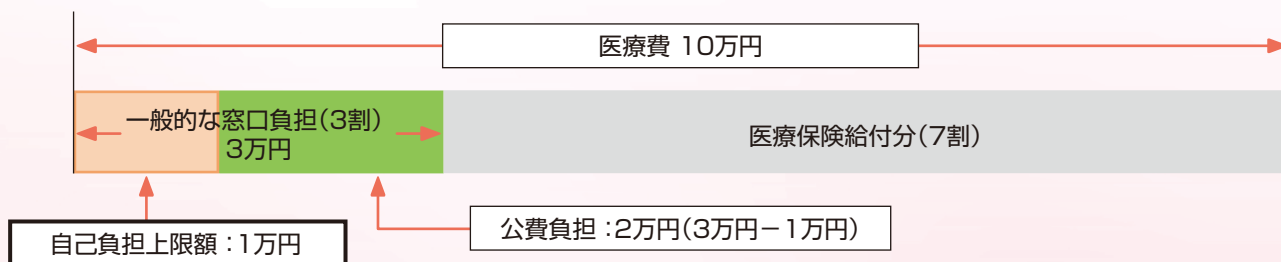 医療費 10万円
一般的な窓口負担(3割)
3万円
医療保険給付分(7割)
公費負担:2万円(3万円-1万円)
自己負担上限額:1万円